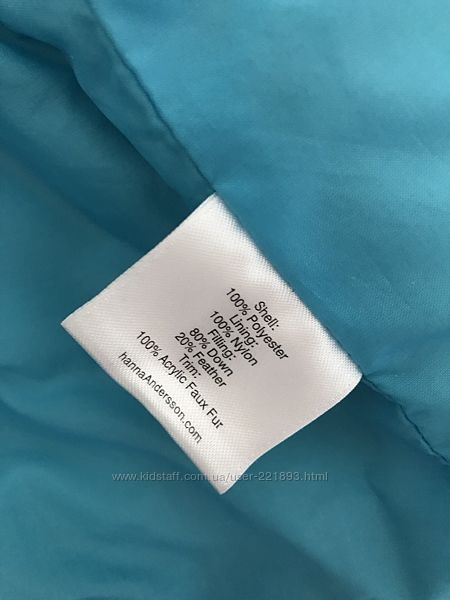 Shell:
100% Polyester
Lining:
100% Nylon
Filling:
80% Down
20% Feather
Trim:
100% Acrylic Faux Fur
hannaAndersson.com
www.kidstaff.com.ua/user-221893.html